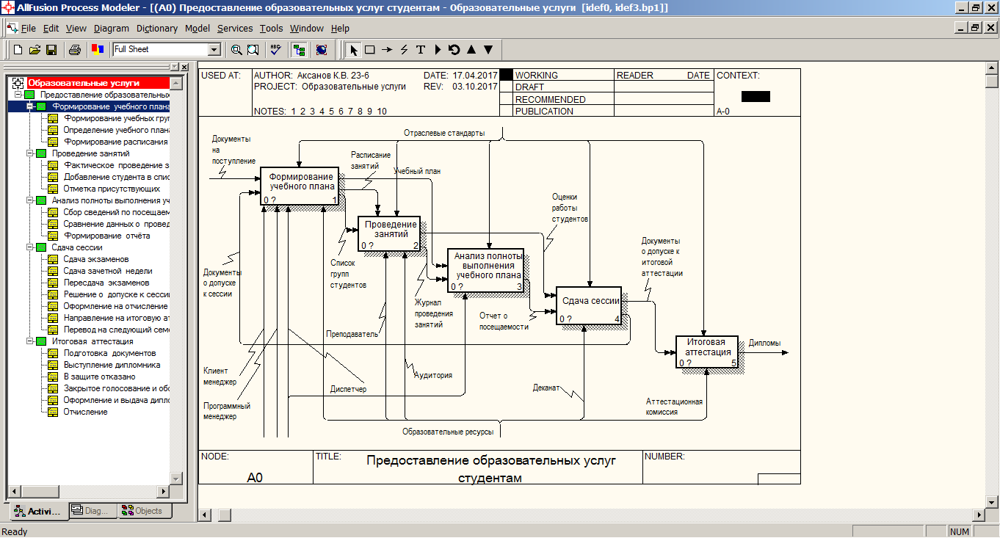 AllFusion Process Modeler - [(A0) Предоставление образовательных услуг студентам - Образовательные услуги [idef0, idef3.bp1]]
File Edit View Diagram Dictionary Model Services Tools Window Help
Full Sheet
Образовательные услуги
Предоставление образовательных
Формирование учебного плана
Формирование учебных груп
Определение учебного плана
Формирование расписания
Проведение занятий
Фактическое проведение з
Добавление студента в спис
Отметка присутствующих
Анализ полноты выполнения уч
Сбор сведений по посещаем
Сравнение данных о провед
Формирование отчёта
Сдача сессии
Сдача экзаменов
Сдача зачетной недели
Пересдача экзаменов
Решение о допуске к сесси
Оформление на отчисление
Направление на итоговую ат
Перевод на следующий семе
Итоговая аттестация
Подготовка документов
Выступление дипломника
В защите отказано
Закрытое голосование и обс
Оформление и выдача дипло
Отчисление
Activi...
Diag...
Objects
Ready
NUM
USED AT:
AUTHOR: Аксанов К.В. 23-6
DATE: 17.04.2017
PROJECT: Образовательные услуги
REV: 03.10.2017
NOTES: 1 2 3 4 5 6 7 8 9 10
WORKING
DRAFT
RECOMMENDED
PUBLICATION
READER
DATE
CONTEXT:
A-0
Отраслевые стандарты
Документы
на
поступление
Расписание
занятий
Учебный план
Формирование
учебного плана
0 ? 1
Оценки
работы
студентов
Проведение
занятий
0 ? 2
Документы
о допуске к
итоговой
аттестации
Анализ полноты
выполнения
учебного плана
0 ? 3
Список
групп
студентов
Документы
о допуске
к сессии
Журнал
проведения
занятий
Отчет о
посещаемости
Сдача сессии
0 ? 4
Преподаватель
Итоговая
аттестация
0 ? 5
Дипломы
Клиент
менеджер
Аудитория
Диспетчер
Деканат
Программный
менеджер
Аттестационная
комиссия
Образовательные ресурсы
NODE:
A0
TITLE:
Предоставление образовательных услуг
студентам
NUMBER: